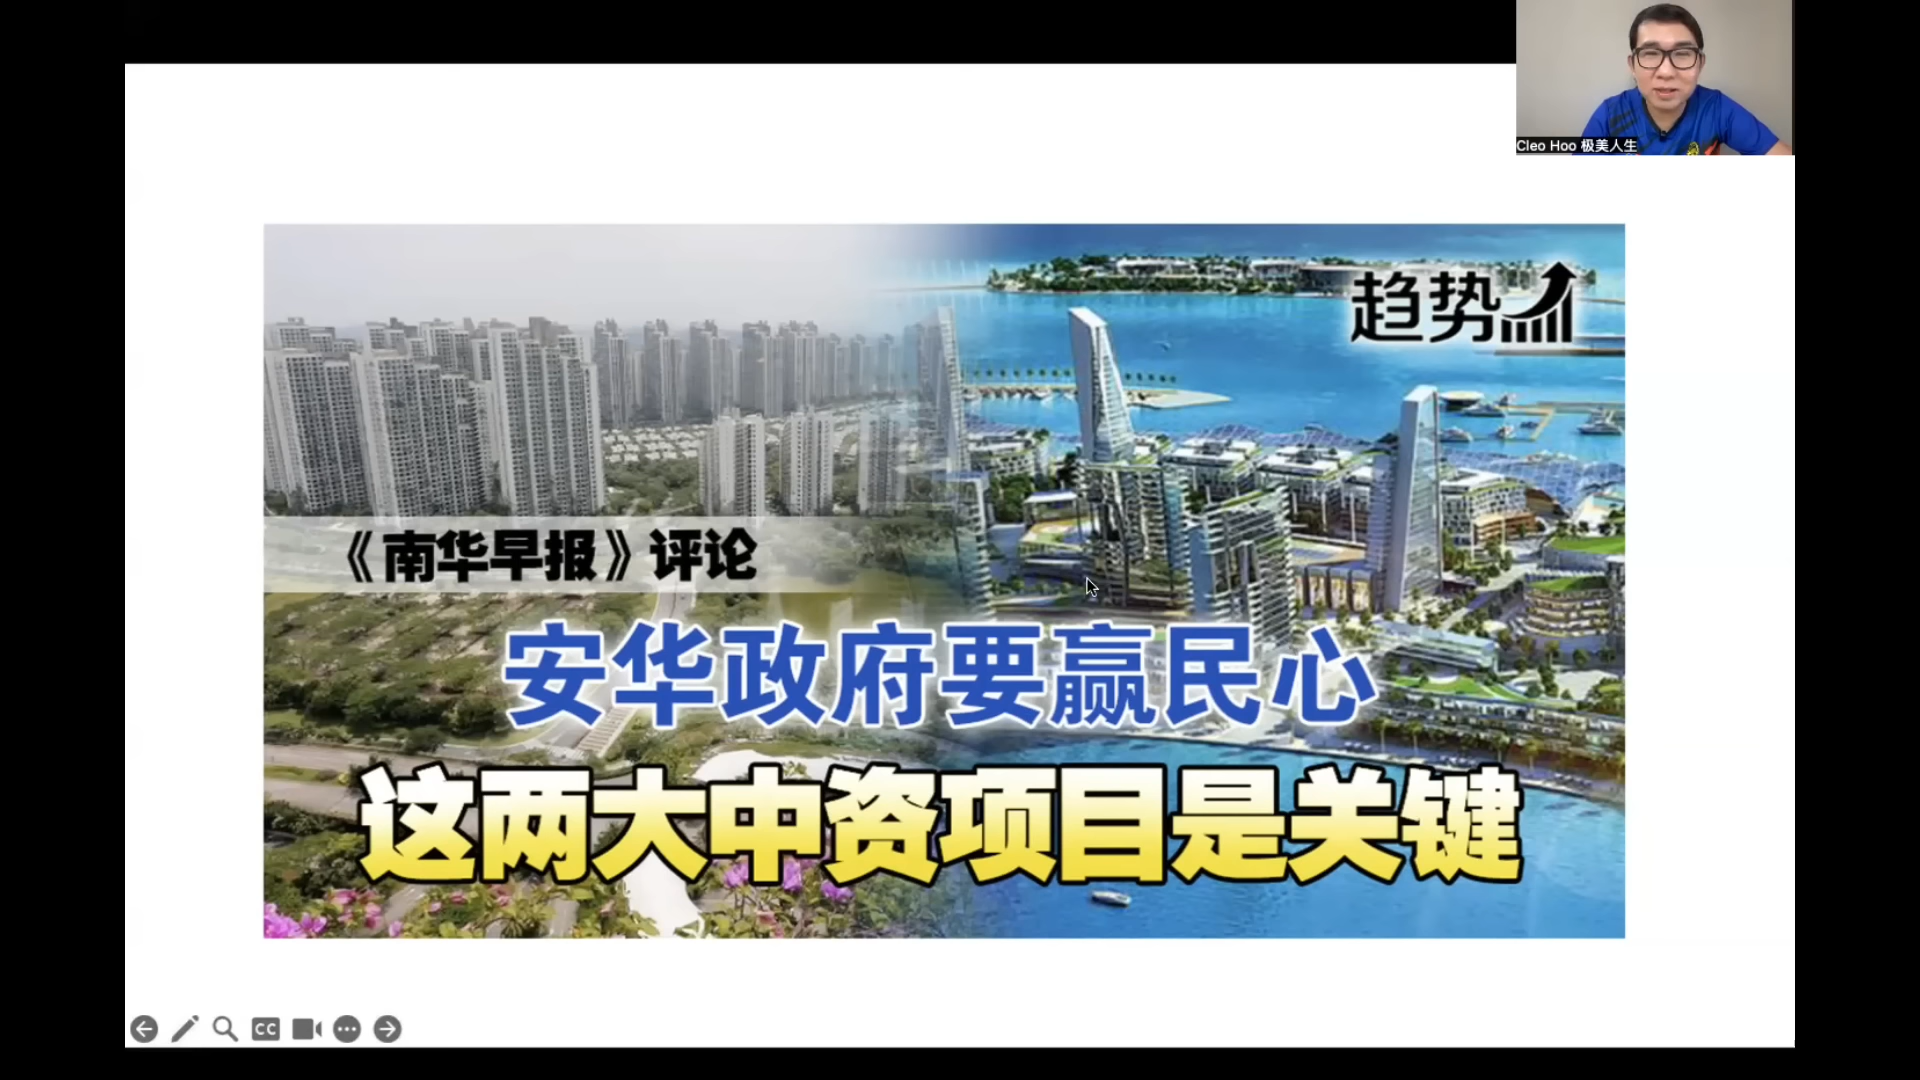 Cleo Hoo 极美人生
趋势
《南华早报》评论
安华政府要赢民心
这两大中资项目是关键
CC